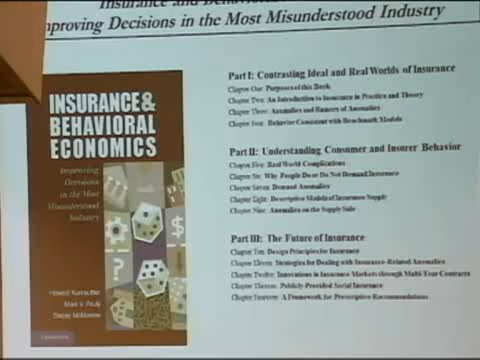 Insurance and
mproving Decisions in the Most Misunderstood Industry
INSURANCE &
BEHAVIORAL
ECONOMICS
Improving
Decisions
in the Most
Misunderstood
Industry
$
?
Howard Kunreuther
Mark V. Pauly
Stacey McMorrow
Part I: Contrasting Ideal and Real Worlds of Insurance
Chapter One: Purposes of this Book
Chapter Two: An Introduction to Insurance in Practice and Theory
Chapter Three: Anomalies and Rumors of Anomalies
Chapter Four: Behavior Consistent with Benchmark Models
Part II: Understanding Consumer and Insurer Behavior
Chapter Five: Real World Complications
Chapter Six: Why People Do or Do Not Demand Insurance
Chapter Seven: Demand Anomalies
Chapter Eight: Descriptive Models of Insurance Supply
Chapter Nine: Anomalies on the Supply Side
Part III: The Future of Insurance
Chapter Ten: Design Principles for Insurance
Chapter Eleven: Strategies for Dealing with Insurance-Related Anomalies
Chapter Twelve: Innovations in Insurance Markets through Multi-Year Contracts
Chapter Thirteen: Publicly-Provided Social Insurance
Chapter Fourteen: A Framework for Prescriptive Recommendations